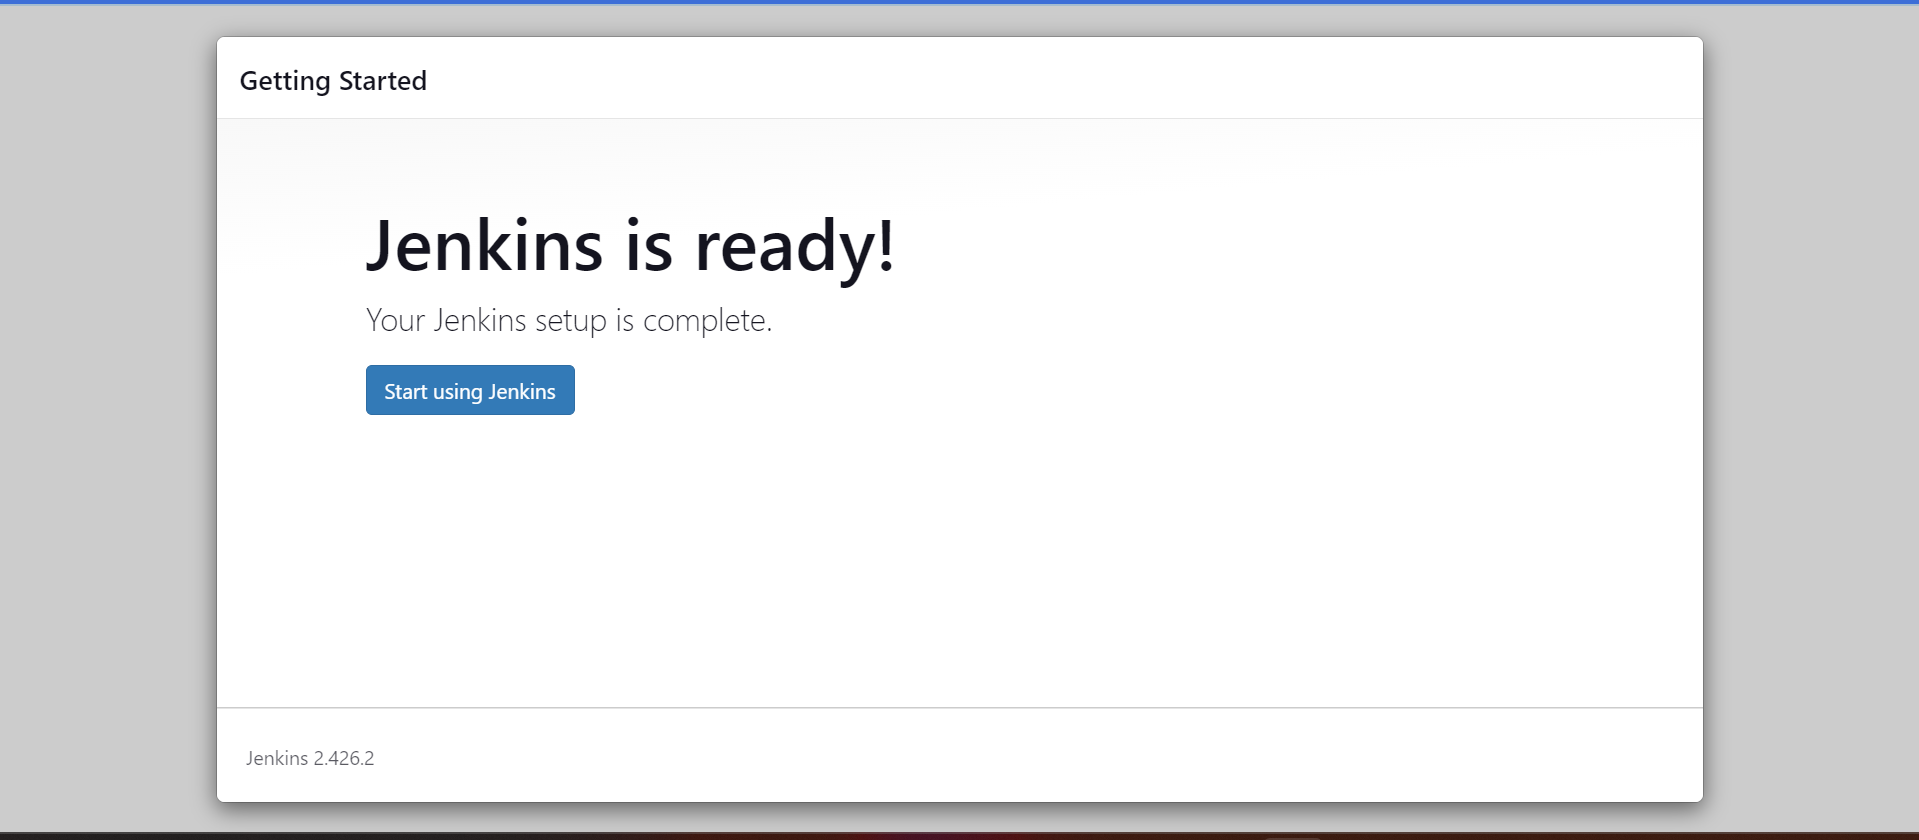 Getting Started
Jenkins is ready!
Your Jenkins setup is complete.
Start using Jenkins
Jenkins 2.426.2